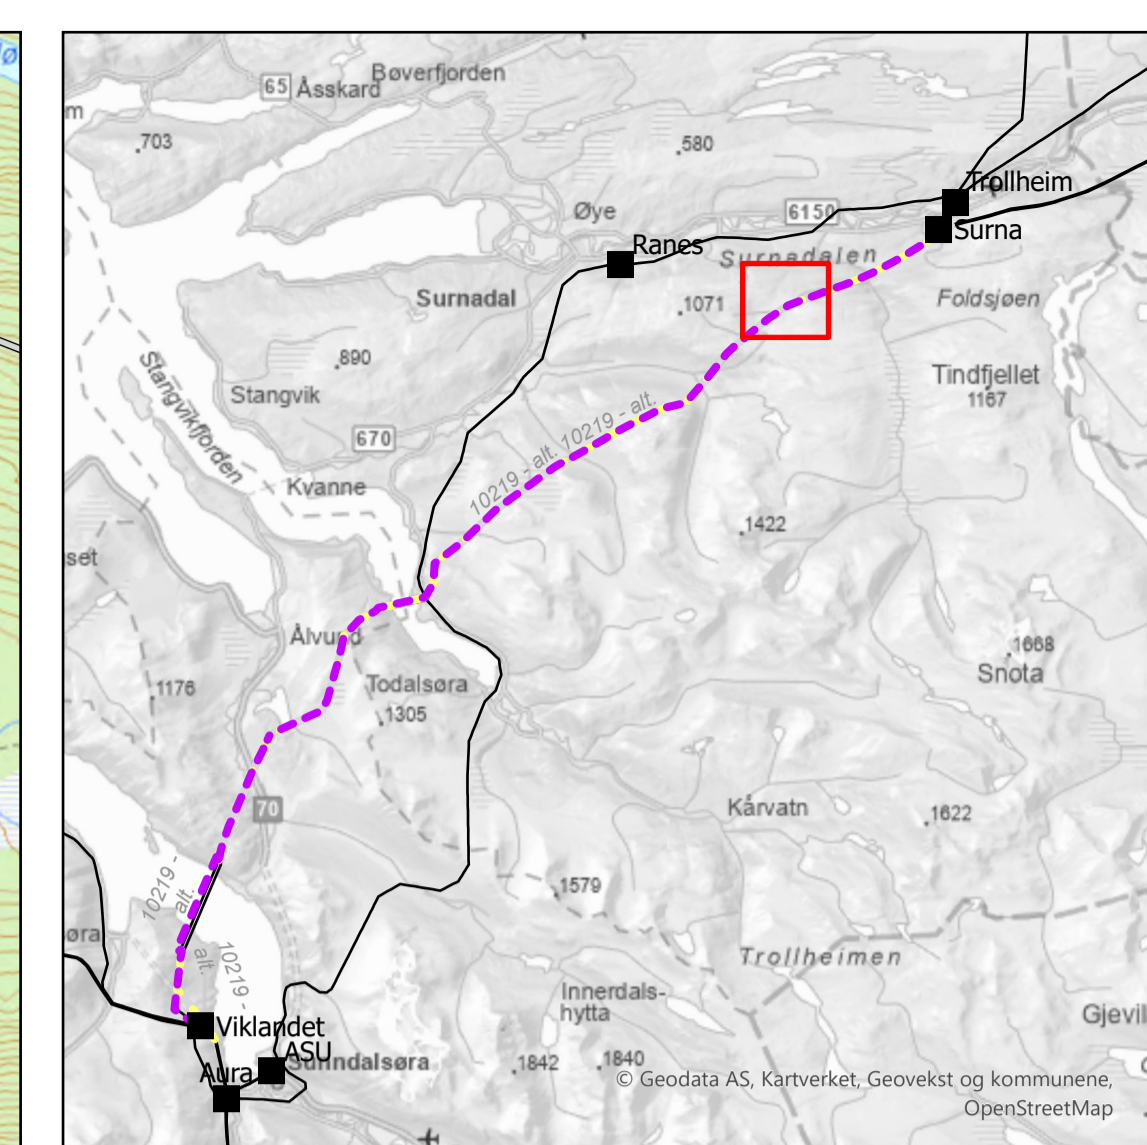 Bøverfjorden
65
Åsskard
m
703
580
Trollheim
Øye
6150
Surna
Ranes
Surnadalen
Surnadal
1071
Foldsjøen
890
Stangvik
Tindfjellet
1167
Stangvikfjorden
10219 - alt. 10219 - alt.
670
Kvanne
1422
set
Ålvund
1668
Snota
Todalsøra
1176
1305
70
Kårvatn
1622
10219 -
alt.
1579
øra
10219 -
alt.
Trollheimen
Innerdals-
hytta
Gjevil
Viklandet
ASU
Sunndalsøra
Aura
1842
1840
© Geodata AS, Kartverket, Geovekst og kommunene,
OpenStreetMap